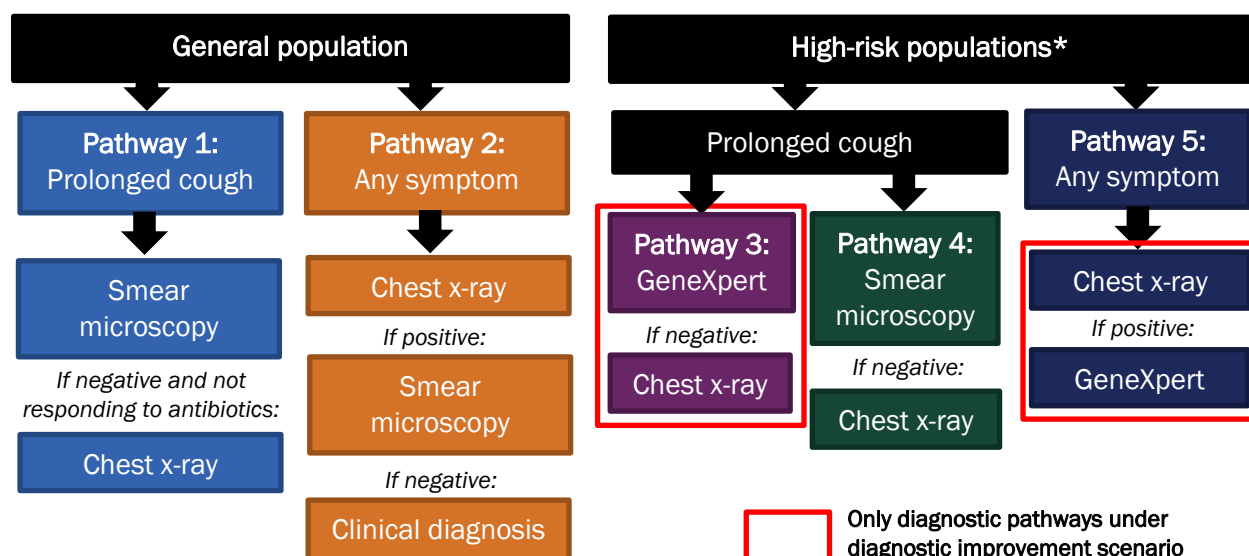 General population
Pathway 1:
Prolonged cough
Smear
microscopy
If negative and not
responding to antibiotics:
Chest x-ray
Pathway 2:
Any symptom
Chest x-ray
If positive:
Smear
microscopy
If negative:
Clinical diagnosis
High-risk populations*
Prolonged cough
Pathway 3:
GeneXpert
If negative:
Chest x-ray
Pathway 4:
Smear
microscopy
If negative:
Chest x-ray
Pathway 5:
Any symptom
Chest x-ray
If positive:
GeneXpert
Only diagnostic pathways under
diagnostic improvement scenario